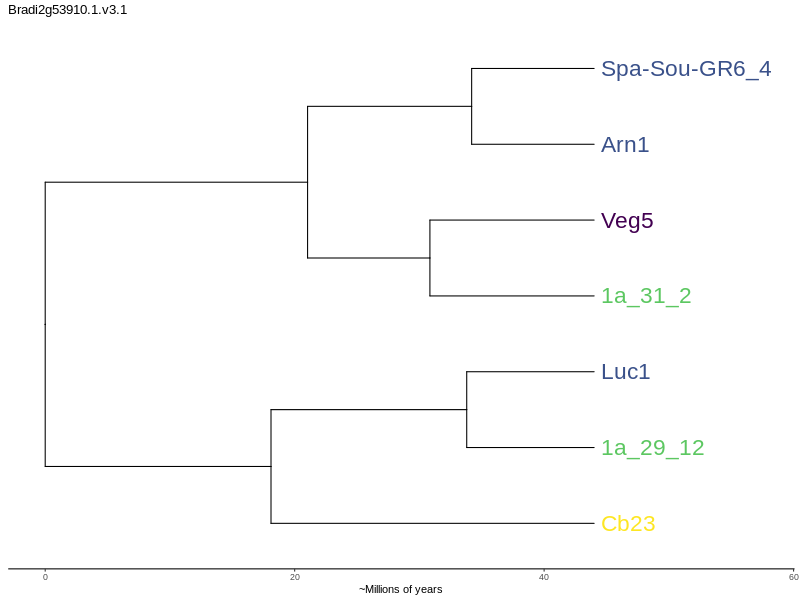 Bradi2g53910.1.v3.1
Spa-Sou-GR6_4
Arn1
Veg5
1a_31_2
Luc1
1a_29_12
Cb23
0 20 40 60
~Millions of years